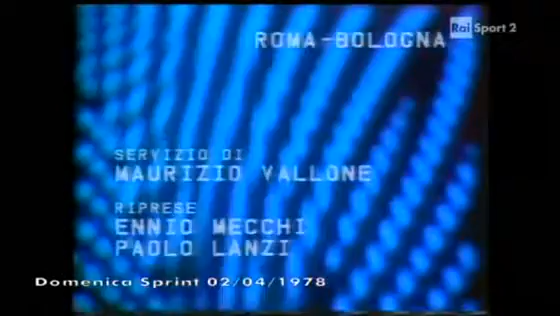 ROMA-BOLOGNA
Rai Sport 2
SERVIZIO DI
MAURIZIO VALLONE
RIPRESE
ENNIO MECCHI
PAOLO LANZI
Domenica Sprint 02/04/1978